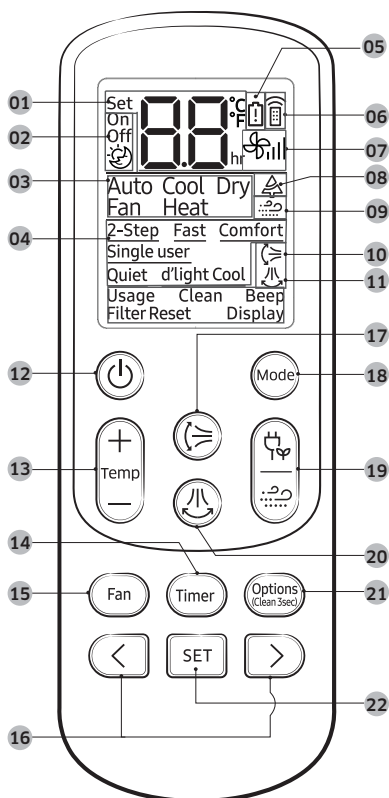 05
01 Set 88 °C
°F
06
On
02 Off hr
07
03 Auto Cool Dry
08
Fan Heat
09
04 2-Step Fast Comfort
Single user
10
Quiet d'light Cool
11
Usage Clean Beep
Filter Reset Display
17
12 Mode 18
13 + Temp —
19
14
20
15 Fan Timer Options
(Clean 3sec)
21
< SET >
22
16